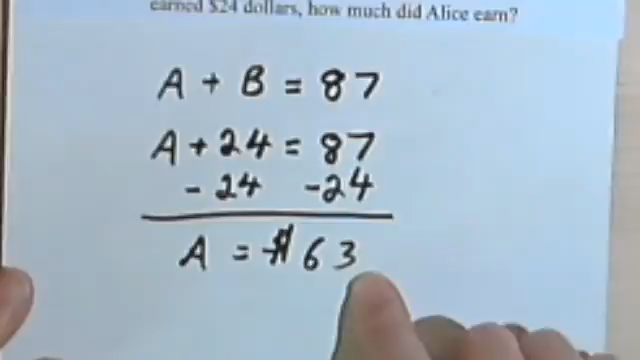 earned $24 dollars, how much did Alice earn?
A + B = 87
A + 24 = 87
- 24 - 24
A = $63